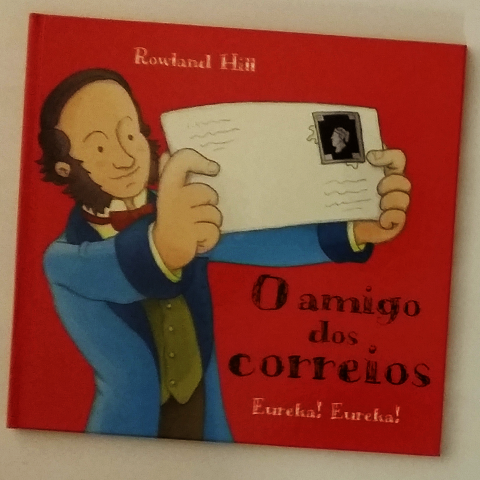 Rowland Hill
O amigo
dos
correios
Eureka! Eureka!